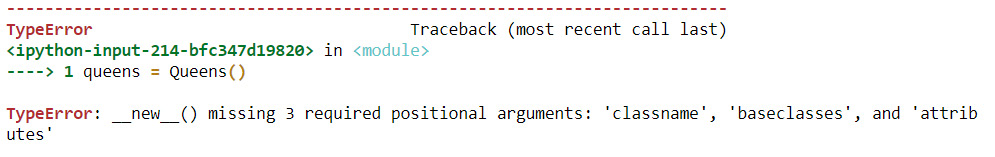 ---------------------------------------------------------------------------
TypeError                                 Traceback (most recent call last)
<ipython-input-214-bfc347d19820> in <module>
----> 1 queens = Queens()
TypeError: __new__() missing 3 required positional arguments: 'classname', 'baseclasses', and 'attrib
utes'